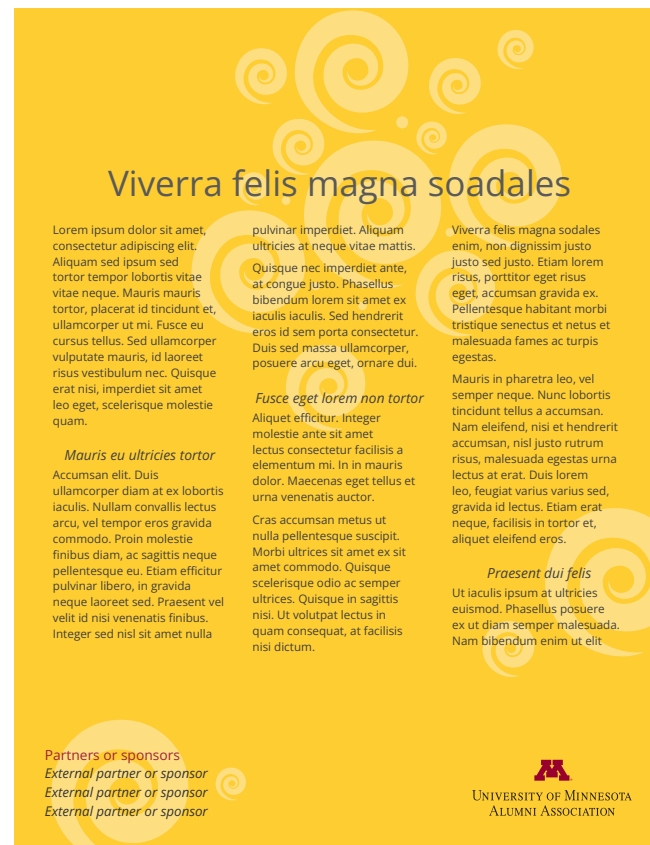 Viverra felis magna soadales
Lorem ipsum dolor sit amet,
consectetur adipiscing elit.
Aliquam sed ipsum sed
tortor tempor lobortis vitae
vitae neque. Mauris mauris
tortor, placerat id tincidunt et,
ullamcorper ut mi. Fusce eu
cursus tellus. Sed ullamcorper
vulputate mauris, id laoreet
risus vestibulum nec. Quisque
erat nisi, imperdiet sit amet
leo eget, scelerisque molestie
quam.
Mauris eu ultricies tortor
Accumsan elit. Duis
ullamcorper diam at ex lobortis
iaculis. Nullam convallis lectus
arcu, vel tempor eros gravida
commodo. Proin molestie
finibus diam, ac sagittis neque
pellentesque eu. Etiam efficitur
pulvinar libero, in gravida
neque laoreet sed. Praesent vel
velit id nisi venenatis finibus.
Integer sed nisl sit amet nulla
pulvinar imperdiet. Aliquam
ultricies at neque vitae mattis.
Quisque nec imperdiet ante,
at congue justo. Phasellus
bibendum lorem sit amet ex
iaculis iaculis. Sed hendrerit
eros id sem porta consectetur.
Duis sed massa ullamcorper,
posuere arcu eget, ornare dui.
Fusce eget lorem non tortor
Aliquet efficitur. Integer
molestie ante sit amet
lectus consectetur facilisis a
elementum mi. In in mauris
dolor. Maecenas eget tellus et
urna venenatis auctor.
Cras accumsan metus ut
nulla pellentesque suscipit.
Morbi ultrices sit amet ex sit
amet commodo. Quisque
scelerisque odio ac semper
ultrices. Quisque in sagittis
nisi. Ut volutpat lectus in
quam consequat, at facilisis
nisi dictum.
Viverra felis magna sodales
enim, non dignissim justo
justo sed justo. Etiam lorem
risus, porttitor eget risus
eget, accumsan gravida ex.
Pellentesque habitant morbi
tristique senectus et netus et
malesuada fames ac turpis
egestas.
Mauris in pharetra leo, vel
semper neque. Nunc lobortis
tincidunt tellus a accumsan.
Nam eleifend, nisi et hendrerit
accumsan, nisl justo rutrum
risus, malesuada egestas urna
lectus at erat. Duis lorem
leo, feugiat varius varius sed,
gravida id lectus. Etiam erat
neque, facilisis in tortor et,
aliquet eleifend eros.
Praesent dui felis
Ut iaculis ipsum at ultricies
euismod. Phasellus posuere
ex ut diam semper malesuada.
Nam bibendum enim ut elit
Partners or sponsors
External partner or sponsor
External partner or sponsor
External partner or sponsor
M
University of Minnesota
Alumni Association